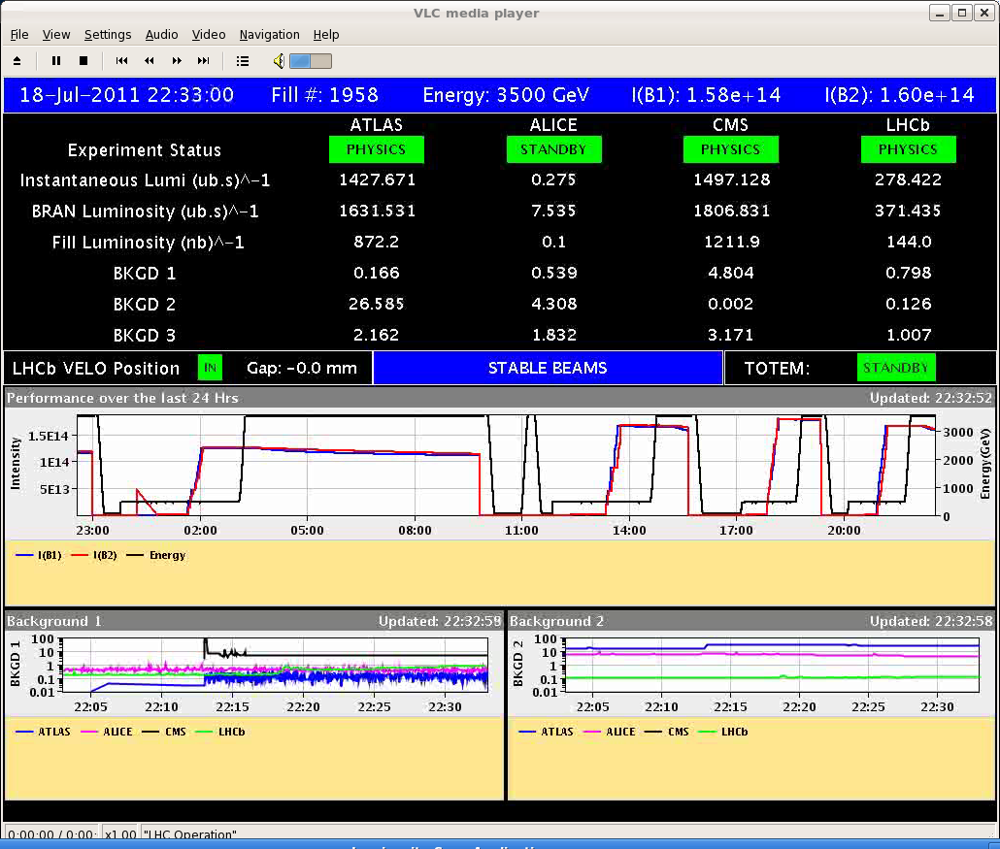 VLC media player
File View Settings Audio Video Navigation Help
18-Jul-2011 22:33:00 Fill #: 1958 Energy: 3500 GeV I(B1): 1.58e+14 I(B2): 1.60e+14
ATLAS ALICE CMS LHCb
Experiment Status PHYSICS STANDBY PHYSICS PHYSICS
Instantaneous Lumi (ub.s)^-1 1427.671 0.275 1497.128 278.422
BRAN Luminosity (ub.s)^-1 1631.531 7.535 1806.831 371.435
Fill Luminosity (nb)^-1 872.2 0.1 1211.9 144.0
BKGD 1 0.166 0.539 4.804 0.798
BKGD 2 26.585 4.308 0.002 0.126
BKGD 3 2.162 1.832 3.171 1.007
LHCb VELO Position IN Gap: -0.0 mm STABLE BEAMS TOTEM: STANDBY
Performance over the last 24 Hrs Updated: 22:32:52
Intensity
1.5E14
1E14
5E13
3000
2000
1000
0
Energy(GeV)
23:00 02:00 05:00 08:00 11:00 14:00 17:00 20:00
I(B1) I(B2) Energy
Background 1 Updated: 22:32:59
BKGD 1
100
10
1
0.1
0.01
22:05 22:10 22:15 22:20 22:25 22:30
ATLAS ALICE CMS LHCb
Background 2 Updated: 22:32:58
BKGD 2
100
10
1
0.1
0.01
22:05 22:10 22:15 22:20 22:25 22:30
ATLAS ALICE CMS LHCb
0:00:00 / 0:00: x1.00 "LHC Operation"